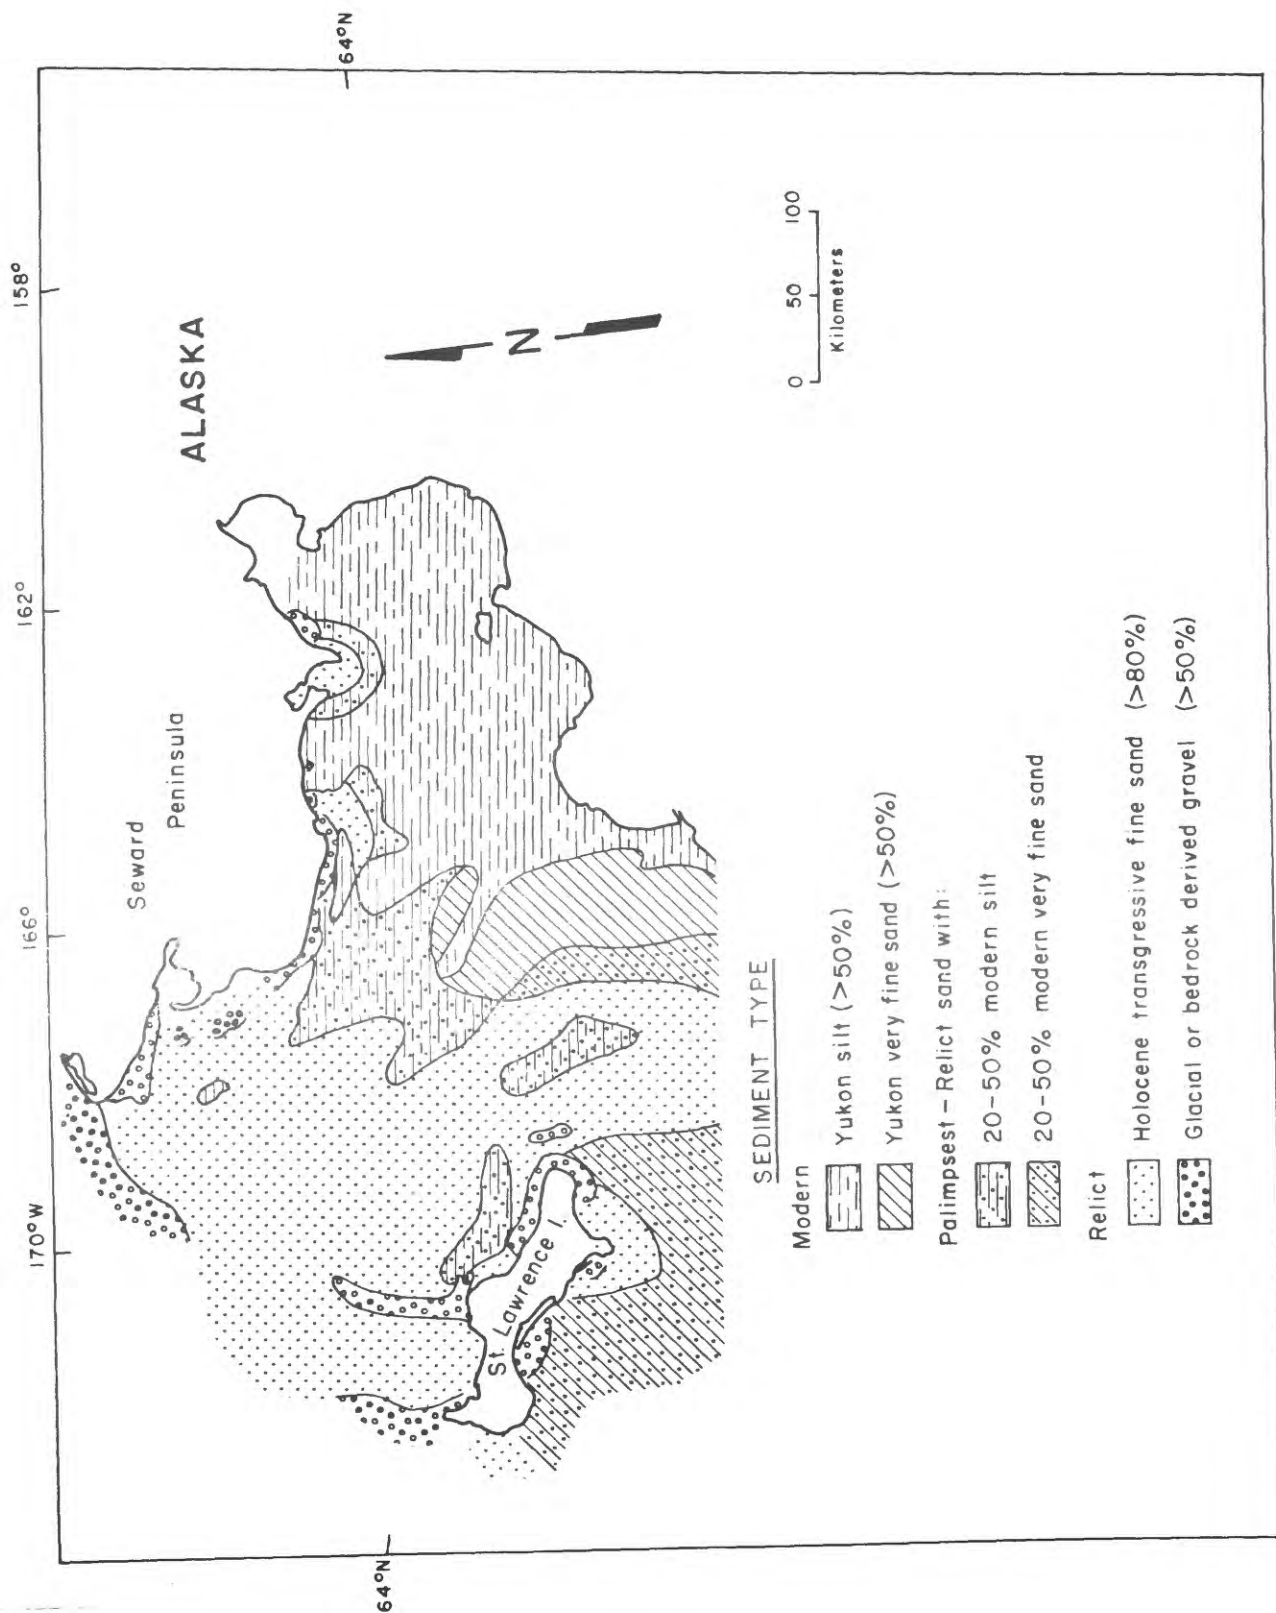 170°W
166°
162°
158°
64°N
64°N
ALASKA
Seward
Peninsula
St. Lawrence I.
N
0 50 100
Kilometers
SEDIMENT TYPE
Modern
Yukon silt (>50%)
Yukon very fine sand (>50%)
Palimpsest – Relict sand with:
20–50% modern silt
20–50% modern very fine sand
Relict
Holocene transgressive fine sand (>80%)
Glacial or bedrock derived gravel (>50%)